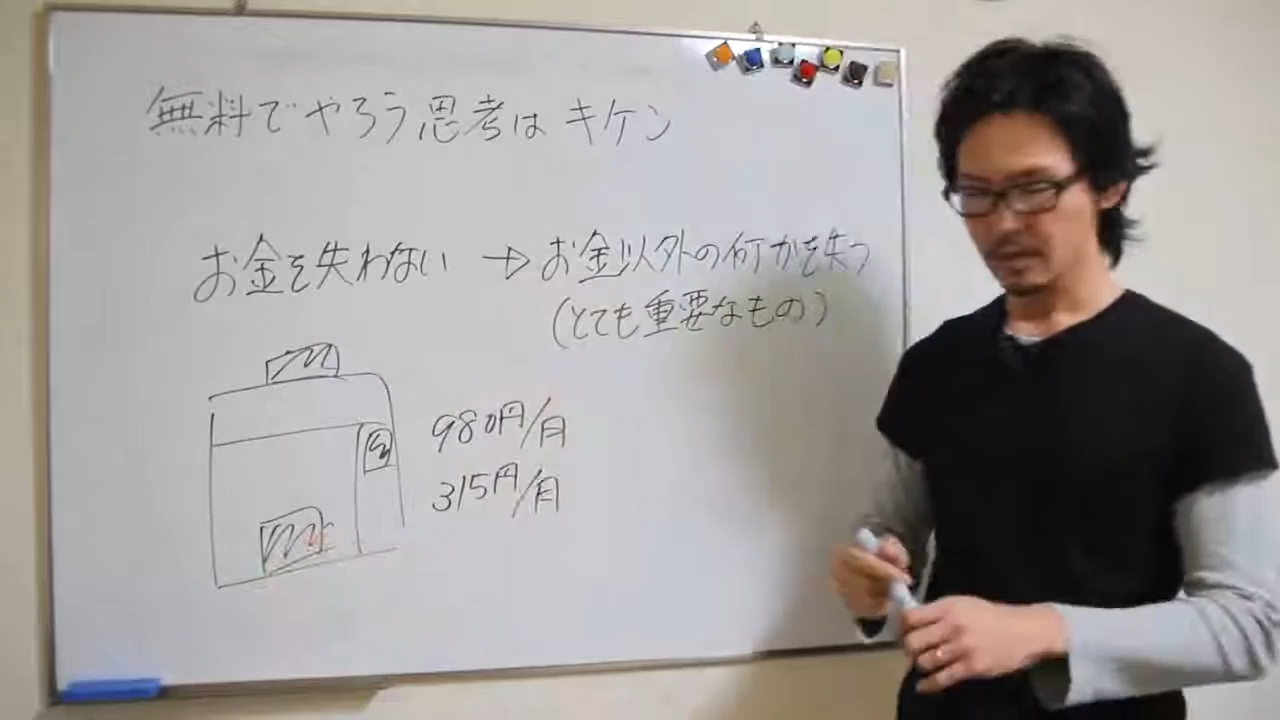 無料でやろう思考は キケン
お金を失わない → お金以外の何かを失う
(とても重要なもの)
980円/月
315円/月